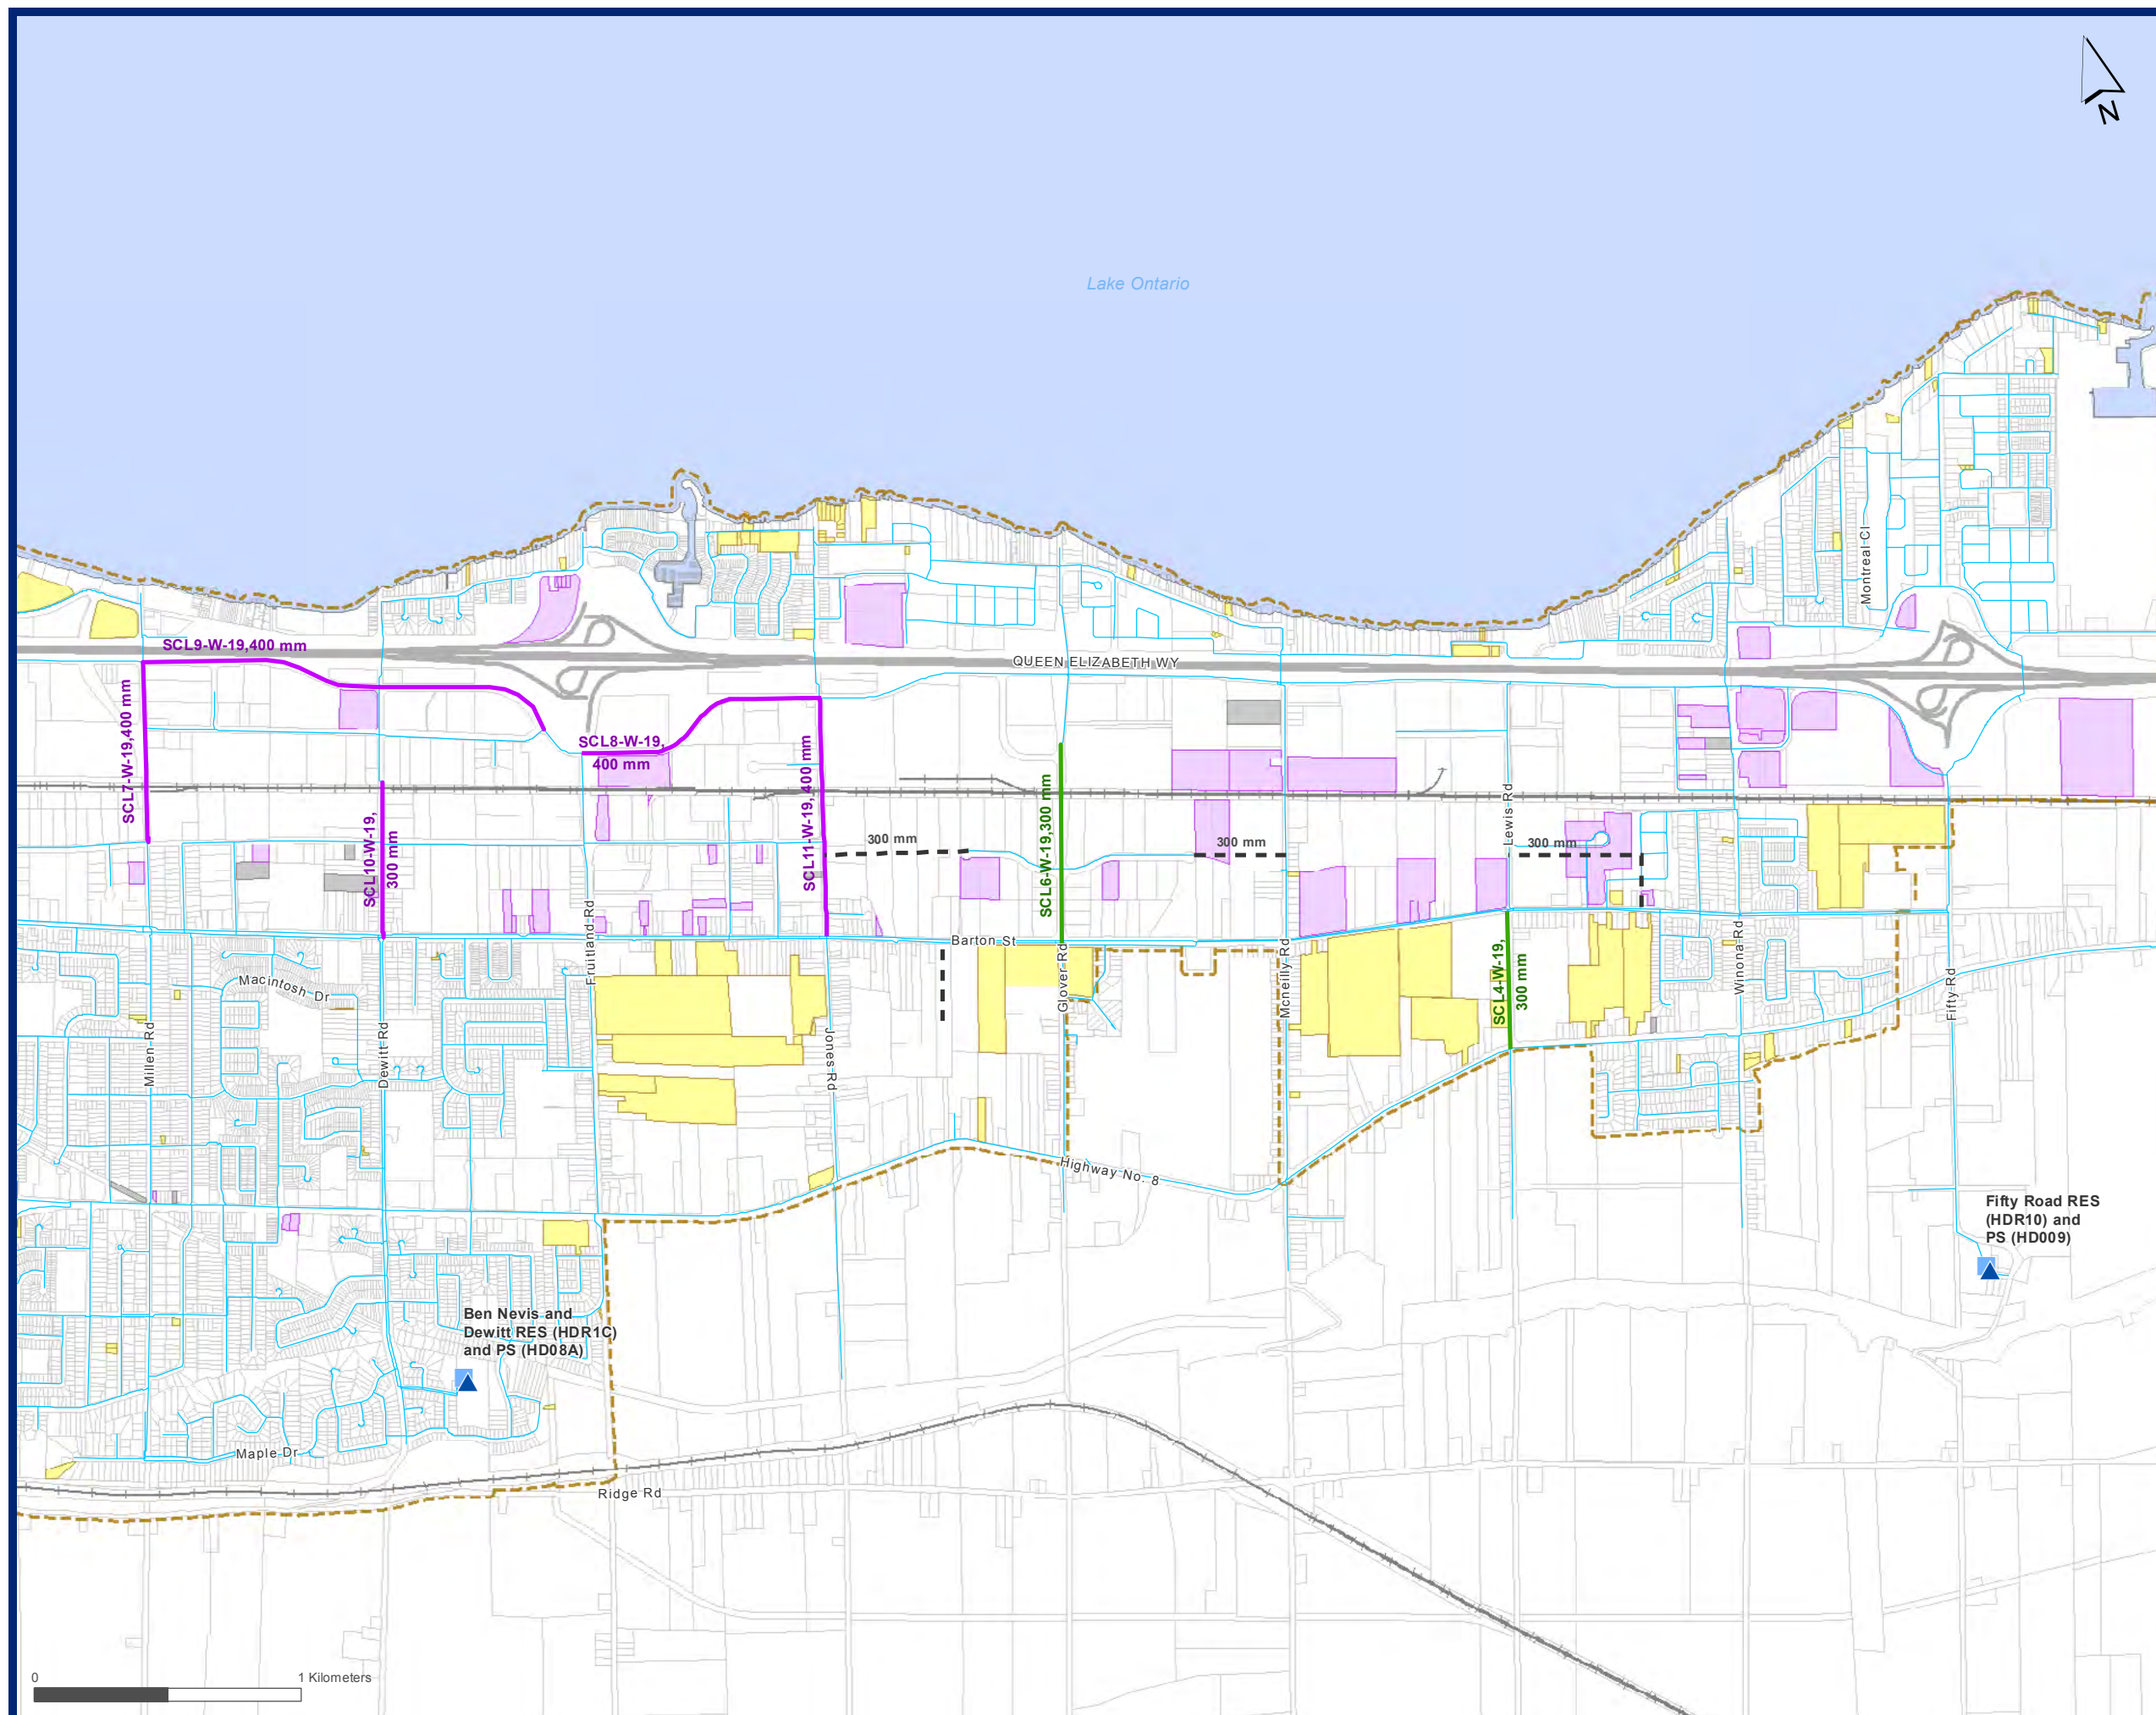 N
Lake Ontario
Montreal Cl
SCL9-W-19,400 mm
QUEEN ELIZABETH WY
SCL7-W-19,400 mm
SCL8-W-19,
400 mm
SCL11-W-19,400 mm
SCL6-W-19,300 mm
SCL10-W-19,
300 mm
300 mm
300 mm
300 mm
Lewis Rd
Fruitland Rd
Barton St
Glover Rd
Mcneilly Rd
SCL4-W-19,
300 mm
Winona Rd
Fifty Rd
Macintosh Dr
Millen Rd
Dewitt Rd
Jones Rd
Highway No. 8
Fifty Road RES
(HDR10) and
PS (HD009)
Ben Nevis and
Dewitt RES (HDR1C)
and PS (HD08A)
Maple Dr
Ridge Rd
0
1 Kilometers